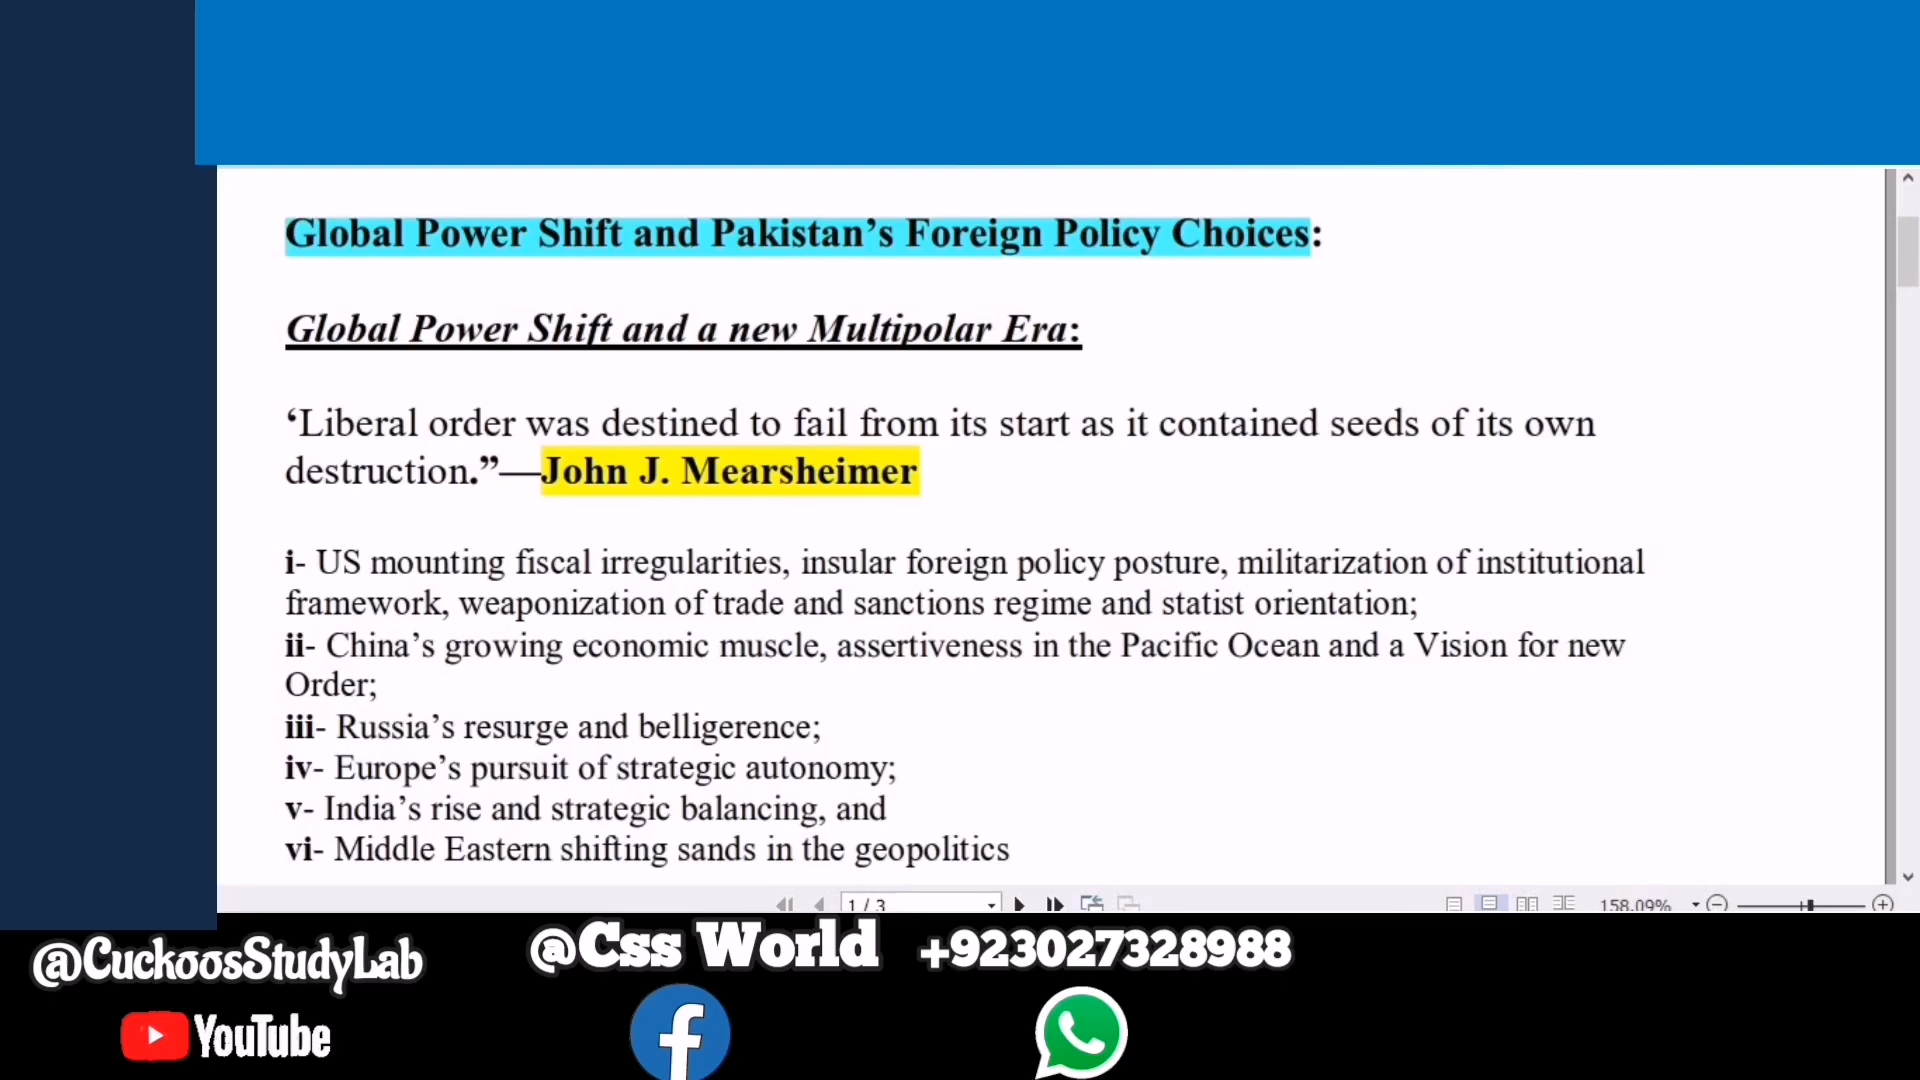 Global Power Shift and Pakistan’s Foreign Policy Choices:
Global Power Shift and a new Multipolar Era:
‘Liberal order was destined to fail from its start as it contained seeds of its own
destruction.”—John J. Mearsheimer
i- US mounting fiscal irregularities, insular foreign policy posture, militarization of institutional
framework, weaponization of trade and sanctions regime and statist orientation;
ii- China’s growing economic muscle, assertiveness in the Pacific Ocean and a Vision for new
Order;
iii- Russia’s resurge and belligerence;
iv- Europe’s pursuit of strategic autonomy;
v- India’s rise and strategic balancing, and
vi- Middle Eastern shifting sands in the geopolitics
1 / 3
158.09%
@CuckoosStudyLab
@Css World
+923027328988
YouTube